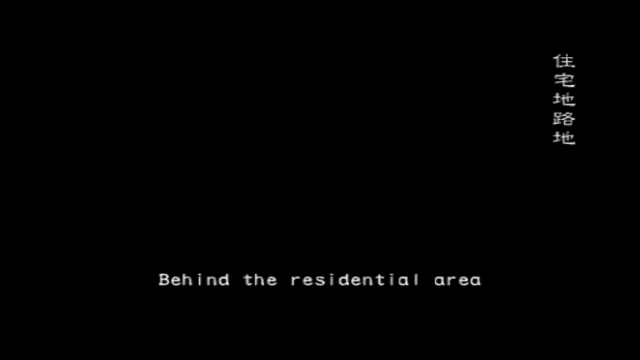 住宅地路地
Behind the residential area